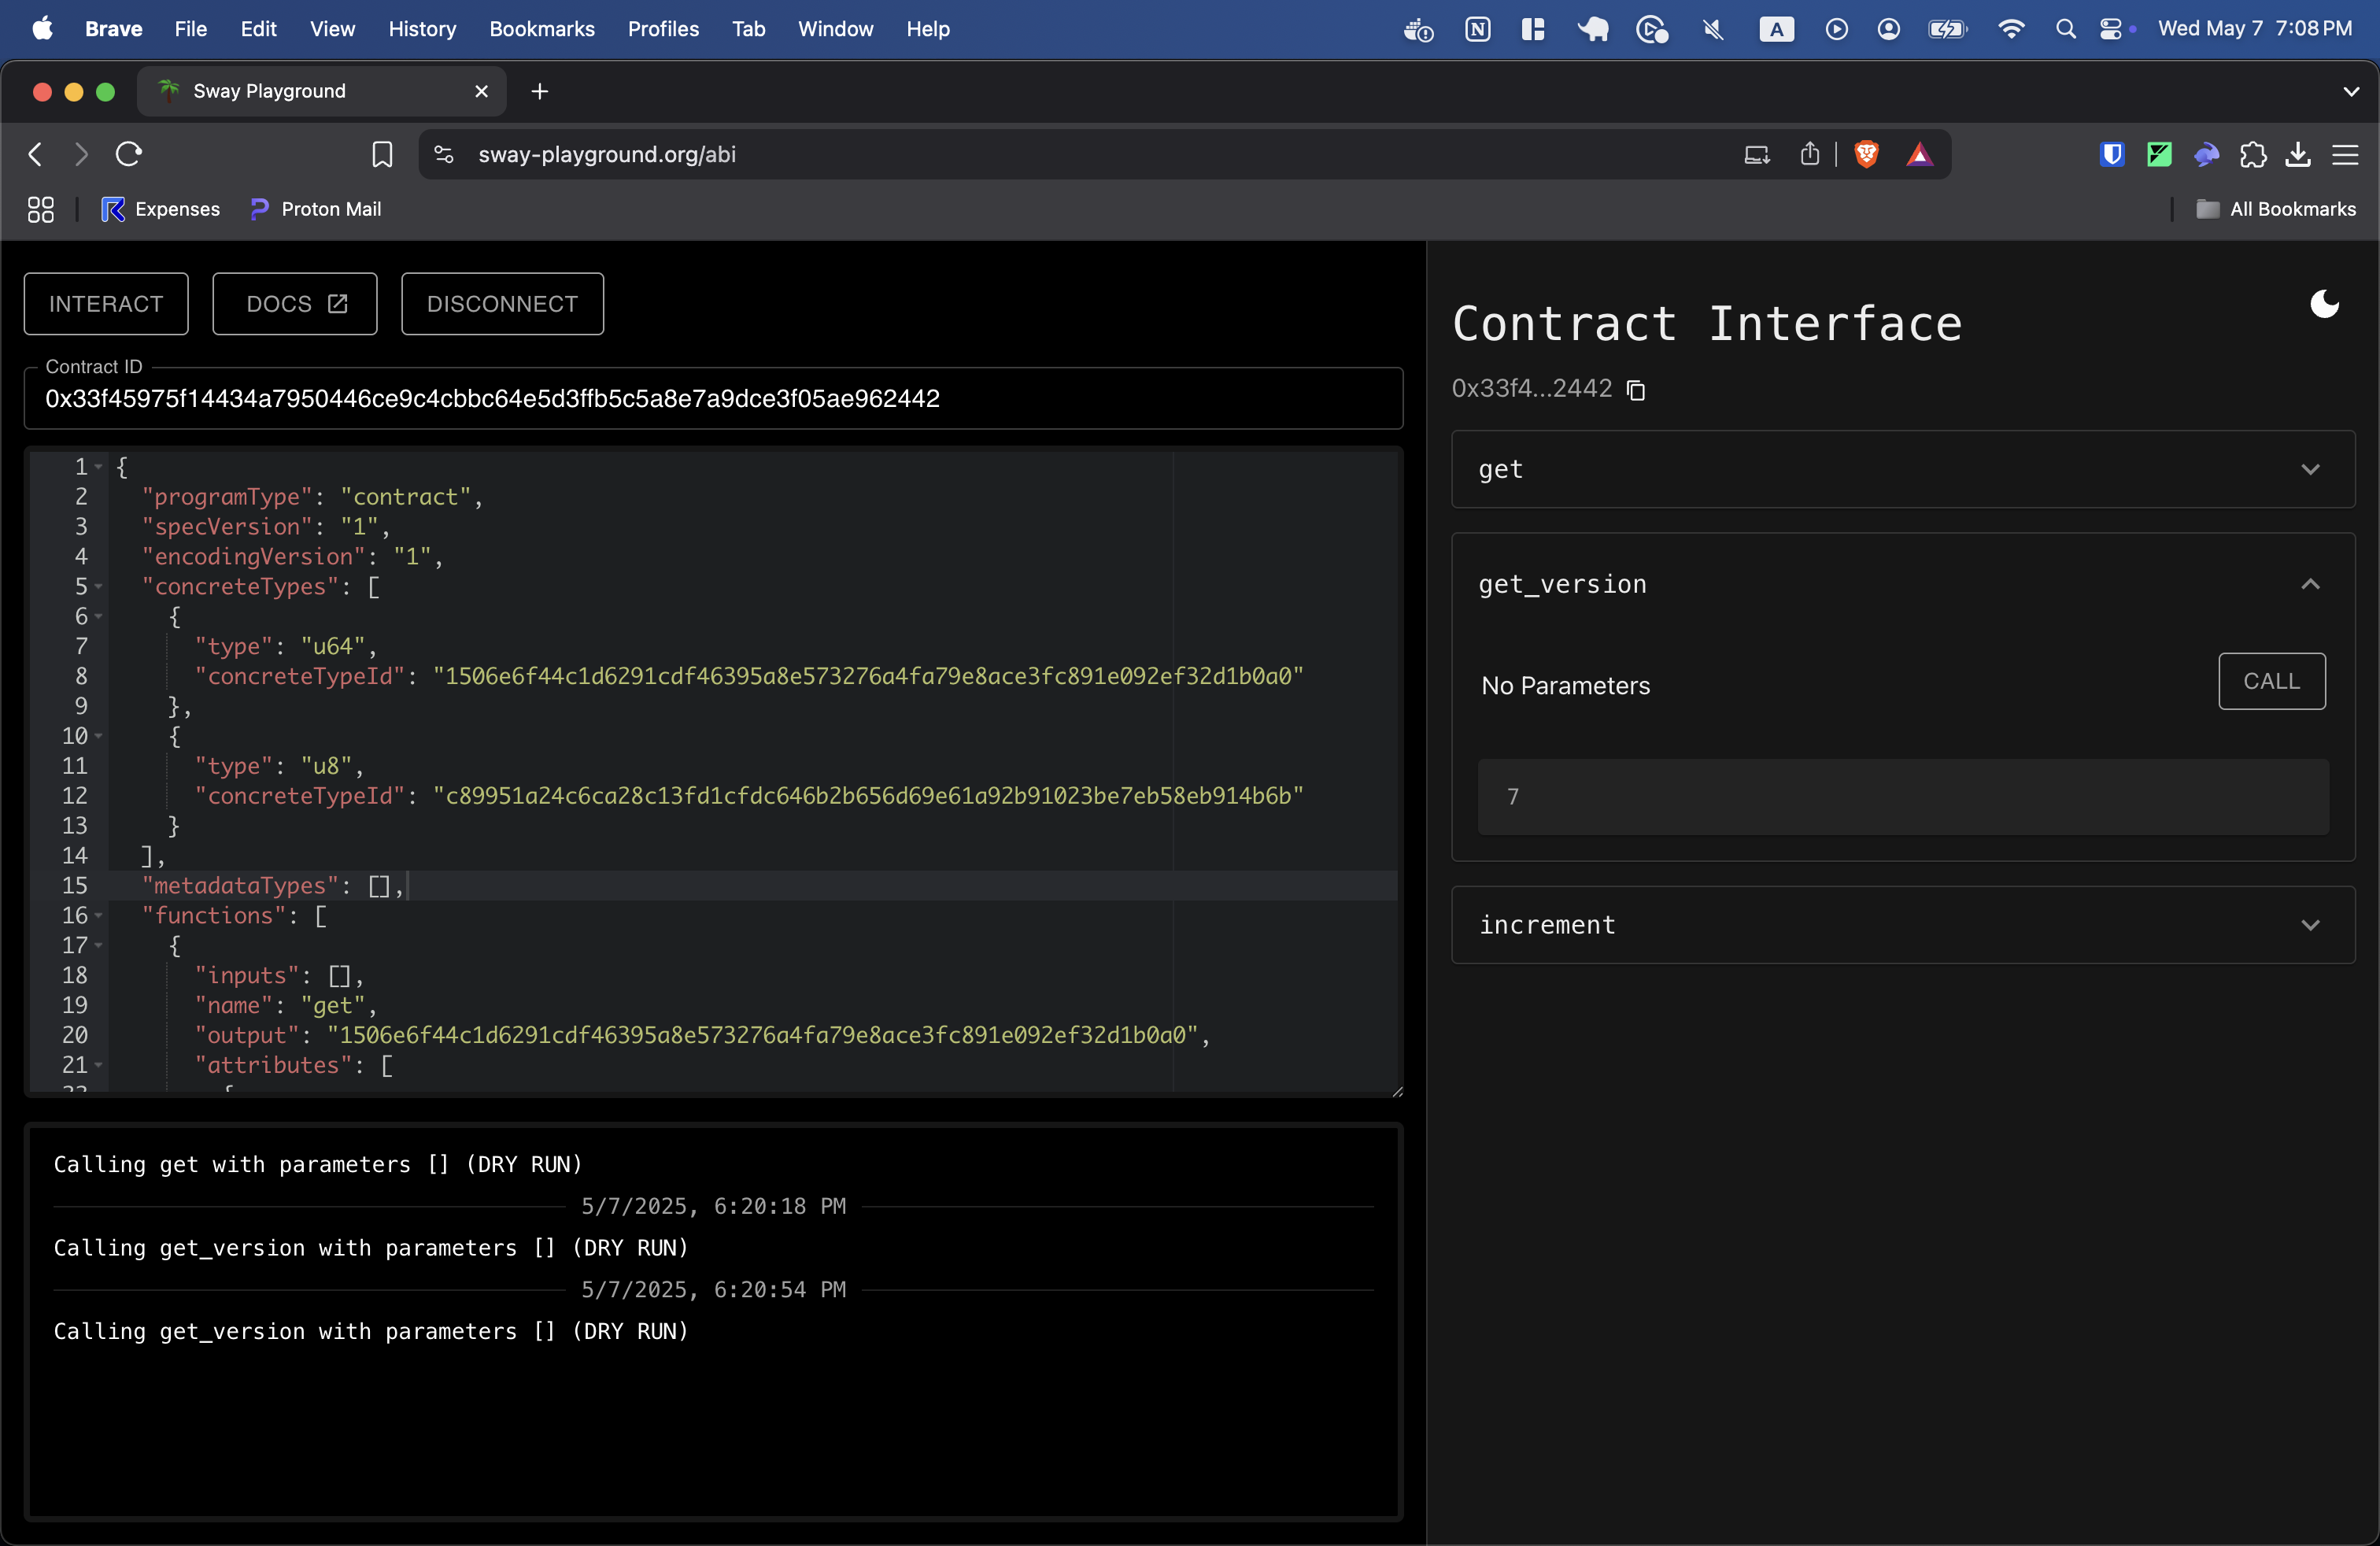 Brave File Edit View History Bookmarks Profiles Tab Window Help A Wed May 7 7:08 PM
Sway Playground
sway-playground.org/abi
Expenses Proton Mail All Bookmarks
INTERACT DOCS DISCONNECT
Contract ID
0x33f45975f14434a7950446ce9c4cbbc64e5d3ffb5c5a8e7a9dce3f05ae962442
1 {
2 "programType": "contract",
3 "specVersion": "1",
4 "encodingVersion": "1",
5 "concreteTypes": [
6 {
7 "type": "u64",
8 "concreteTypeId": "1506e6f44c1d6291cdf46395a8e573276a4fa79e8ace3fc891e092ef32d1b0a0"
9 },
10 {
11 "type": "u8",
12 "concreteTypeId": "c89951a24c6ca28c13fd1cfdc646b2b656d69e61a92b91023be7eb58eb914b6b"
13 }
14 ],
15 "metadataTypes": [],
16 "functions": [
17 {
18 "inputs": [],
19 "name": "get",
20 "output": "1506e6f44c1d6291cdf46395a8e573276a4fa79e8ace3fc891e092ef32d1b0a0",
21 "attributes": [
Calling get with parameters [] (DRY RUN)
5/7/2025, 6:20:18 PM
Calling get_version with parameters [] (DRY RUN)
5/7/2025, 6:20:54 PM
Calling get_version with parameters [] (DRY RUN)
Contract Interface
0x33f4...2442
get
get_version
No Parameters
CALL
7
increment